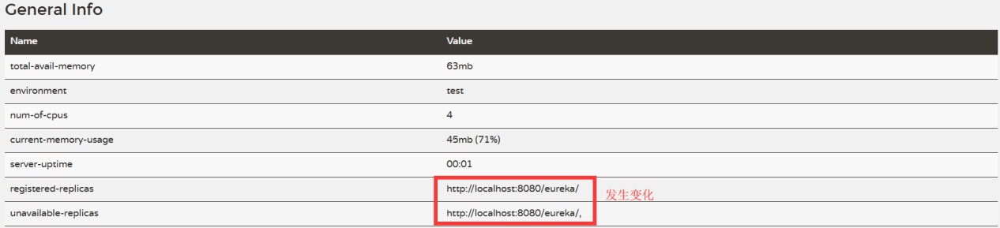 General Info
Name Value
total-avail-memory 63mb
environment test
num-of-cpus 4
current-memory-usage 45mb (71%)
server-uptime 00:01
registered-replicas http://localhost:8080/eureka/
发生变化
unavailable-replicas http://localhost:8080/eureka/,